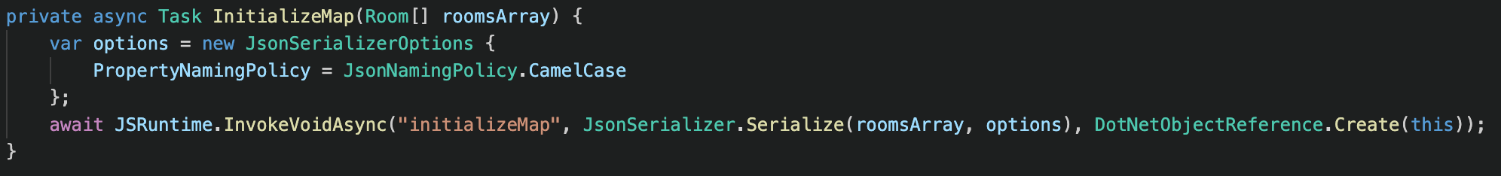 private async Task InitializeMap(Room[] roomsArray) {
    var options = new JsonSerializerOptions {
        PropertyNamingPolicy = JsonNamingPolicy.CamelCase
    };
    await JSRuntime.InvokeVoidAsync("initializeMap", JsonSerializer.Serialize(roomsArray, options), DotNetObjectReference.Create(this));
}